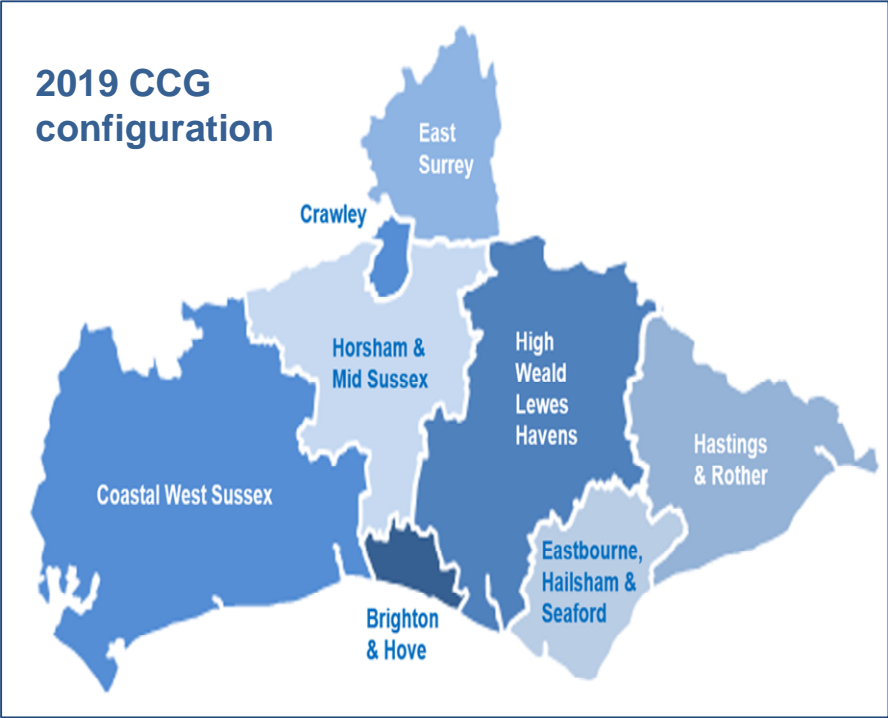 2019 CCG
configuration
East
Surrey
Crawley
Horsham &
Mid Sussex
High
Weald
Lewes
Havens
Hastings
& Rother
Coastal West Sussex
Eastbourne,
Hailsham &
Seaford
Brighton
& Hove